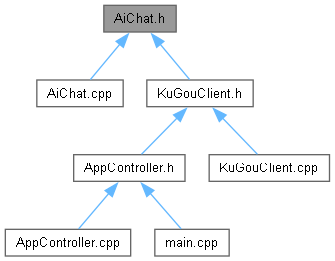 AiChat.h
AiChat.cpp
KuGouClient.h
AppController.h
KuGouClient.cpp
AppController.cpp
main.cpp